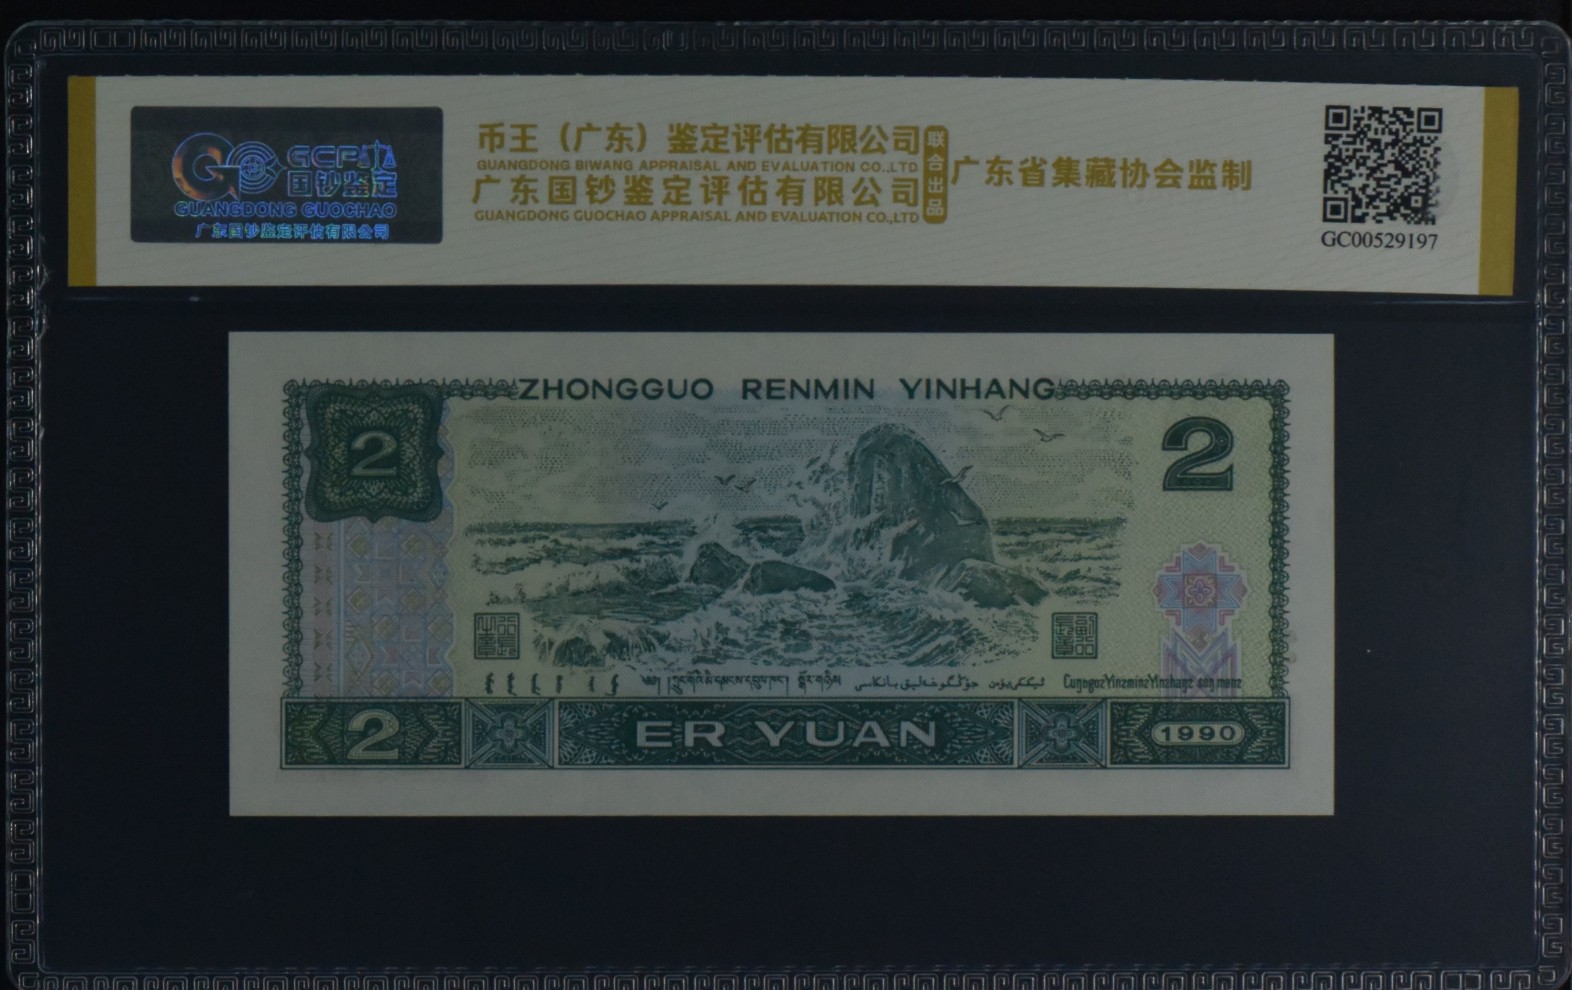 GCF
国钞鉴定
GUANGDONG GUOCHAO
广东国钞鉴定评估有限公司
币王（广东）鉴定评估有限公司
GUANGDONG BIWANG APPRAISAL AND EVALUATION CO.,LTD
广东国钞鉴定评估有限公司
GUANGDONG GUOCHAO APPRAISAL AND EVALUATION CO.,LTD
联合出品
广东省集藏协会监制
GC00529197
ZHONGGUO RENMIN YINHANG
2
2
2
ER YUAN
1990